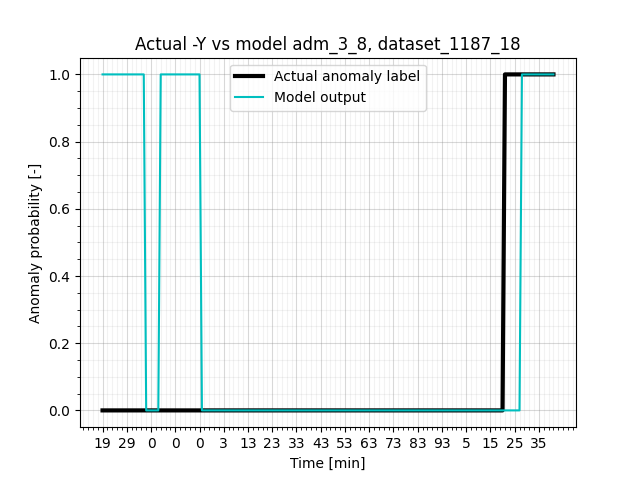 Actual -Y vs model adm_3_8, dataset_1187_18
Actual anomaly label
Model output
Anomaly probability [-]
1.0
0.8
0.6
0.4
0.2
0.0
19 29 0 0 0 3 13 23 33 43 53 63 73 83 93 5 15 25 35
Time [min]